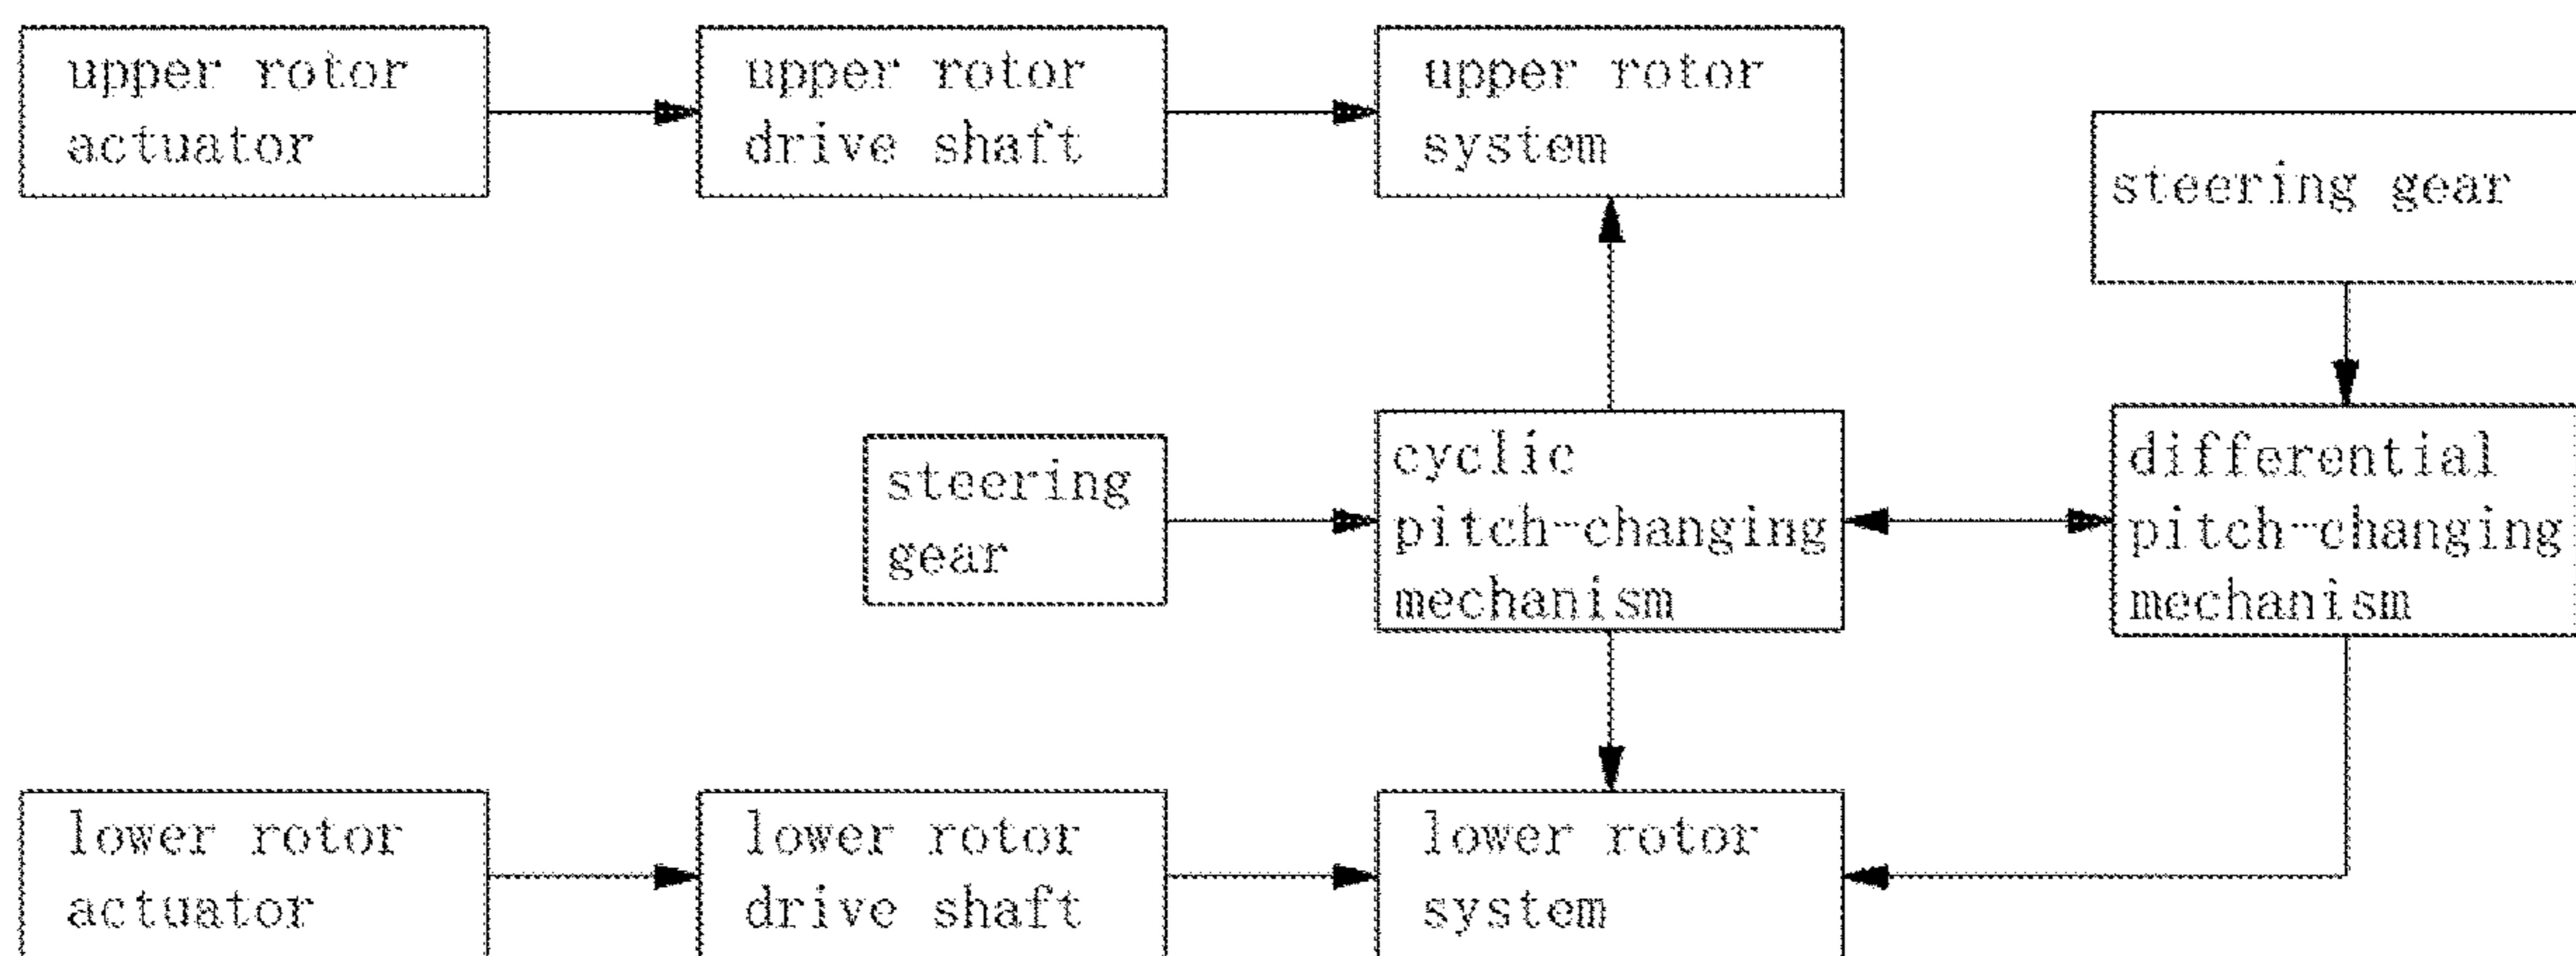 upper rotor
actuator
upper rotor
drive shaft
upper rotor
system
steering gear
steering
gear
cyclic
pitch-changing
mechanism
differential
pitch-changing
mechanism
lower rotor
actuator
lower rotor
drive shaft
lower rotor
system